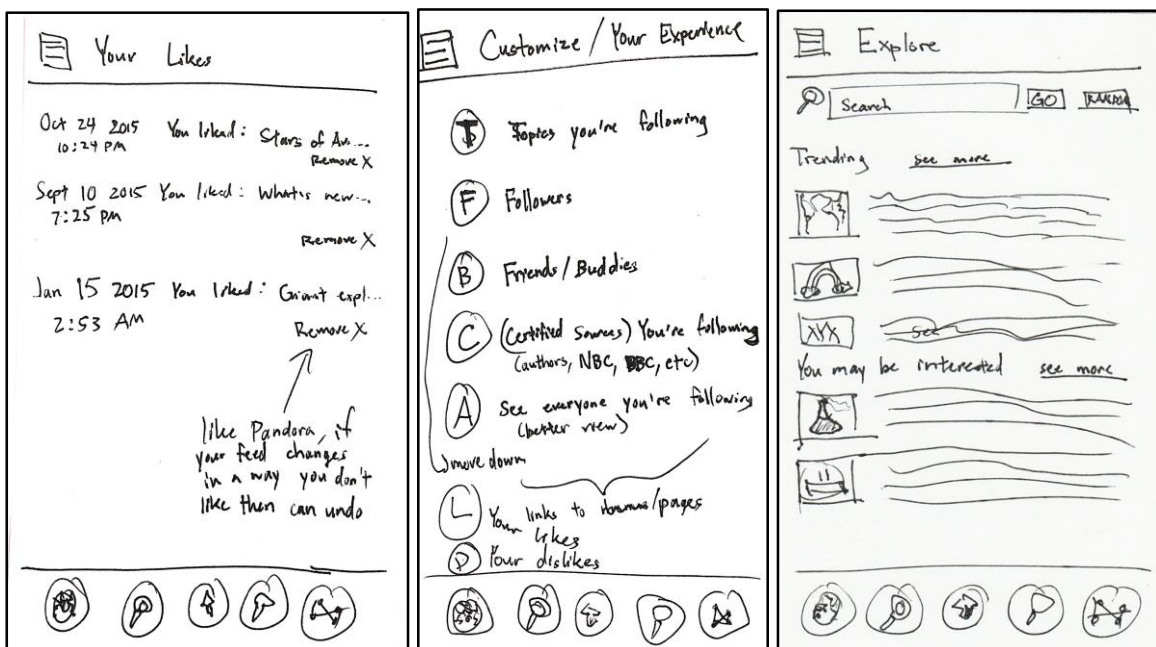 Your Likes
Oct 24 2015 You liked: Stars of Av...
10:24 PM
Remove X
Sept 10 2015 You liked: What's new...
7:25 PM
Remove X
Jan 15 2015 You liked: Giant expl...
2:53 AM
Remove X
like Pandora, if
your feed changes
in a way you don't
like then can undo
Customize / Your Experience
T Topics you're following
F Followers
B Friends/Buddies
C (Certified Sources) You're following
(authors, NBC, BBC, etc)
A See everyone you're following
(better view)
move down
L Your links to /pages
likes
D Your dislikes
Explore
Search GO RANDOM
Trending see more
XYX See
You may be interested see more